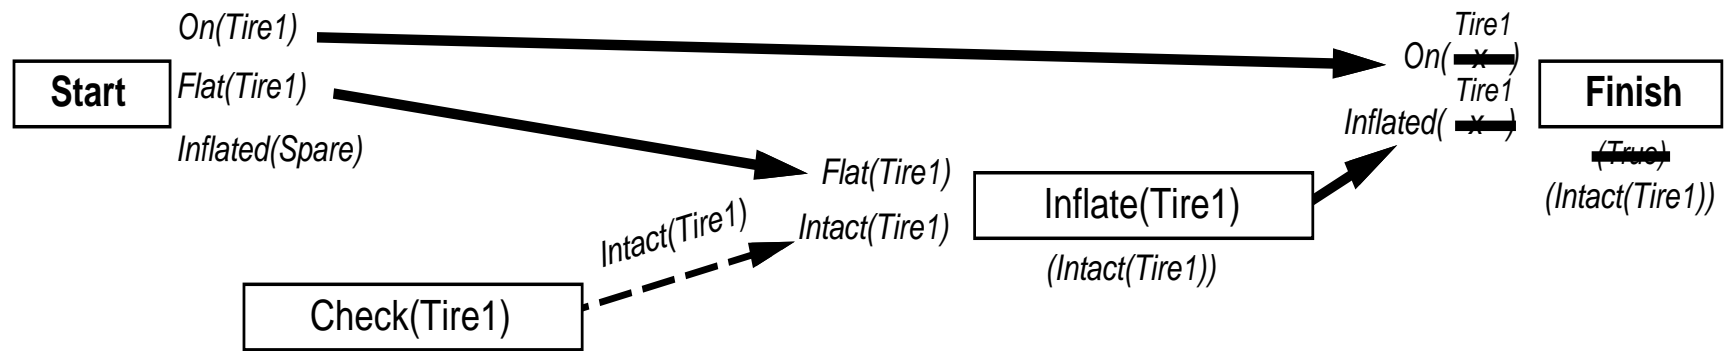 Start
On(Tire1)
Flat(Tire1)
Inflated(Spare)
Check(Tire1)
Intact(Tire1)
Flat(Tire1)
Intact(Tire1)
Inflate(Tire1)
(Intact(Tire1))
Tire1
On( x )
Tire1
Inflated( x )
Finish
(True)
(Intact(Tire1))